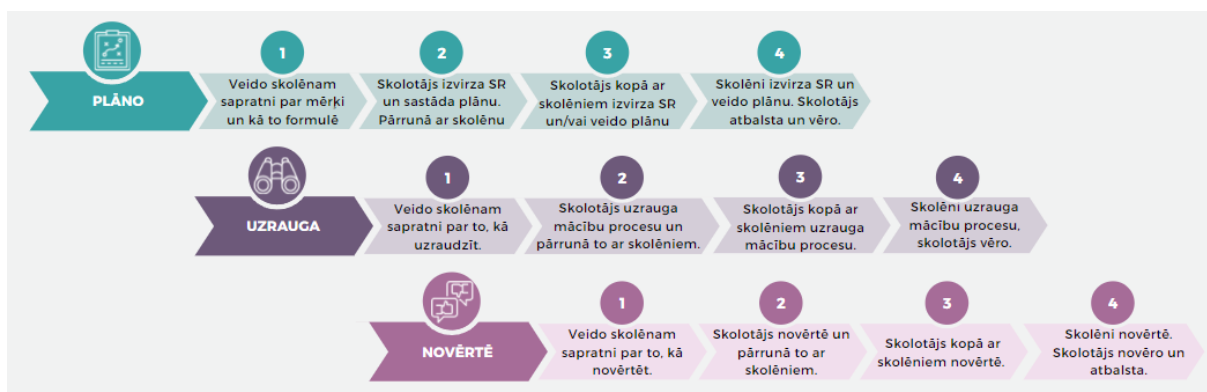 PLĀNO
1
Veido skolēnam
sapratni par mērķi
un kā to formulē
2
Skolotājs izvirza SR
un sastāda plānu.
Pārrunā ar skolēnu
3
Skolotājs kopā ar
skolēniem izvirza SR
un/vai veido plānu
4
Skolēni izvirza SR un
veido plānu. Skolotājs
atbalsta un vēro.
UZRAUGA
1
Veido skolēnam
sapratni par to, kā
uzraudzīt.
2
Skolotājs uzrauga
mācību procesu un
pārrunā to ar skolēniem.
3
Skolotājs kopā ar
skolēniem uzrauga
mācību procesu.
4
Skolēni uzrauga
mācību procesu,
skolotājs vēro.
NOVĒRTĒ
1
Veido skolēnam
sapratni par to, kā
novērtēt.
2
Skolotājs novērtē un
pārrunā to ar
skolēniem.
3
Skolotājs kopā ar
skolēniem novērtē.
4
Skolēni novērtē.
Skolotājs novēro un
atbalsta.